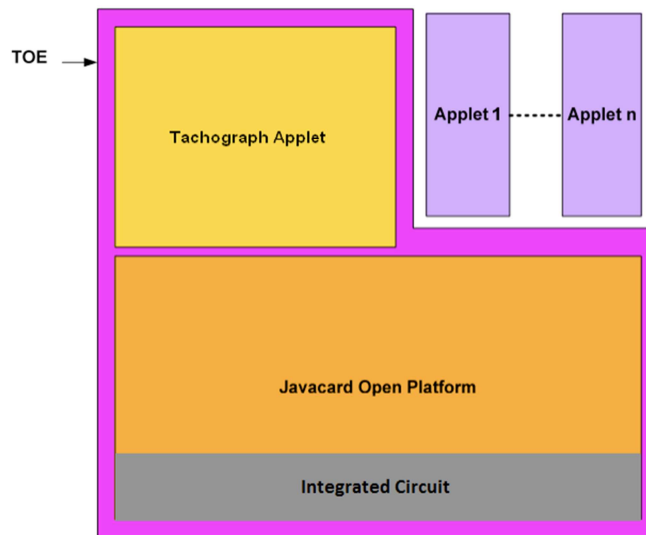 TOE
Tachograph Applet
Applet 1
Applet n
Javacard Open Platform
Integrated Circuit